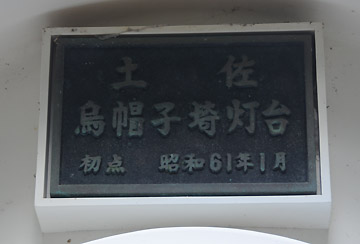 土佐
烏帽子埼灯台
初点 昭和61年1月